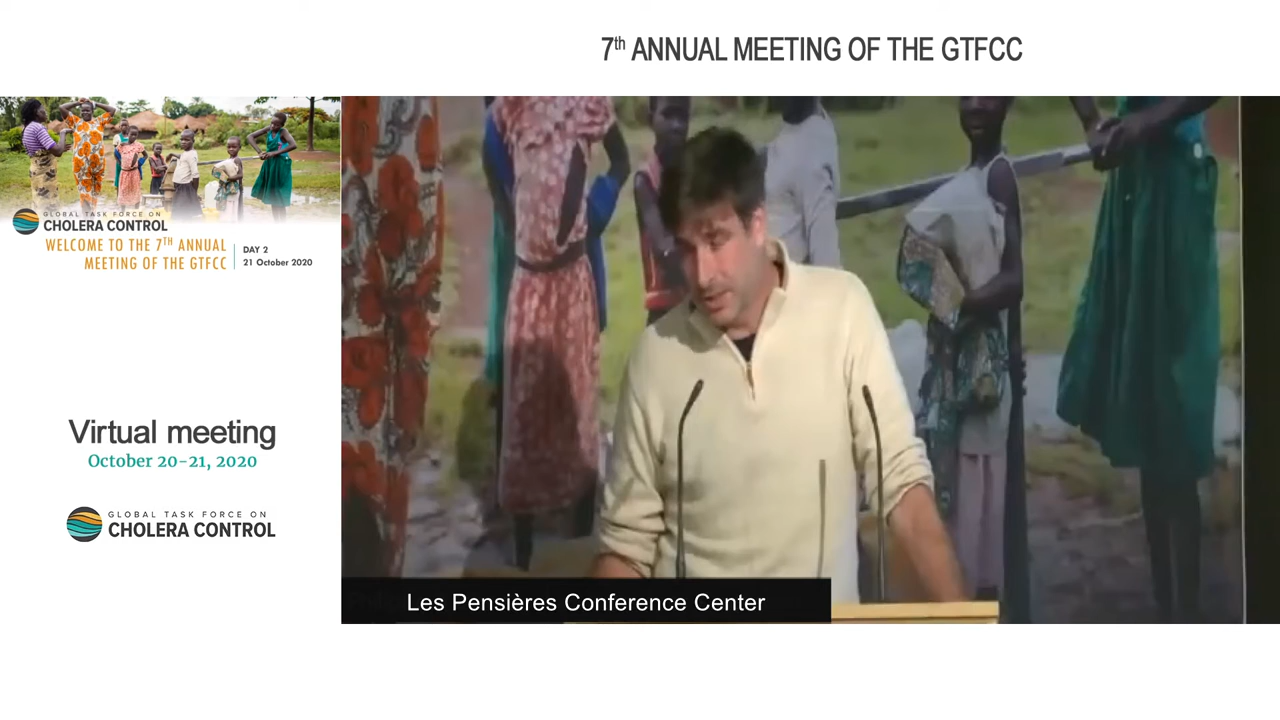 7th ANNUAL MEETING OF THE GTFCC
GLOBAL TASK FORCE ON
CHOLERA CONTROL
WELCOME TO THE 7TH ANNUAL
MEETING OF THE GTFCC
DAY 2
21 October 2020
Virtual meeting
October 20-21, 2020
GLOBAL TASK FORCE ON
CHOLERA CONTROL
Les Pensières Conference Center